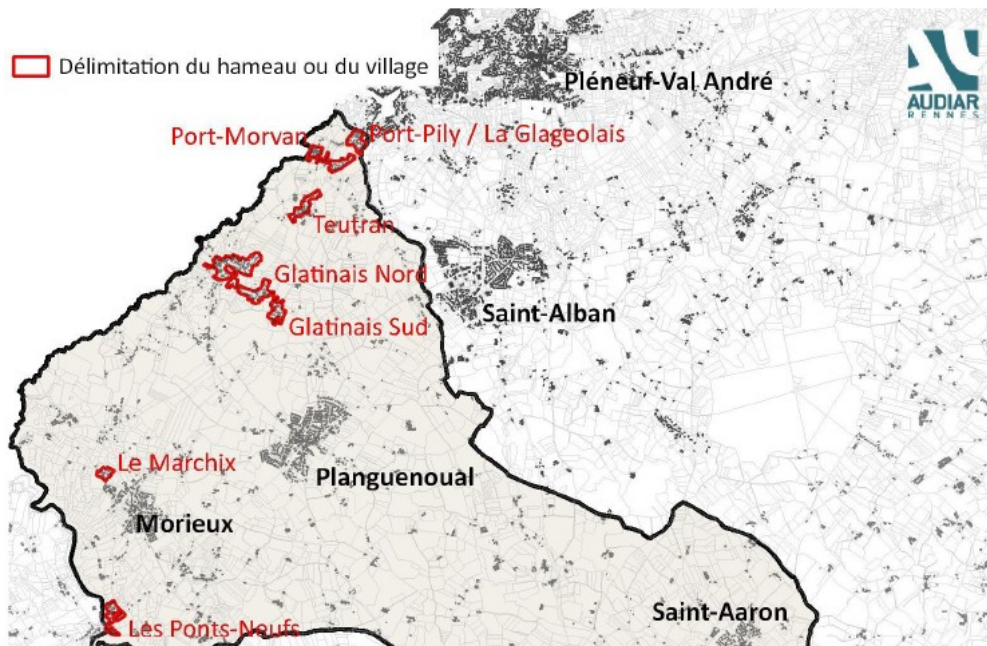 Délimitation du hameau ou du village
Pléneuf-Val André
AUDIAR
RENNES
Port-Morvan
Port-Pily / La Glageolais
Teutran
Glatinais Nord
Glatinais Sud
Saint-Alban
Le Marchix
Planguenoual
Morieux
Les Ponts-Neufs
Saint-Aaron